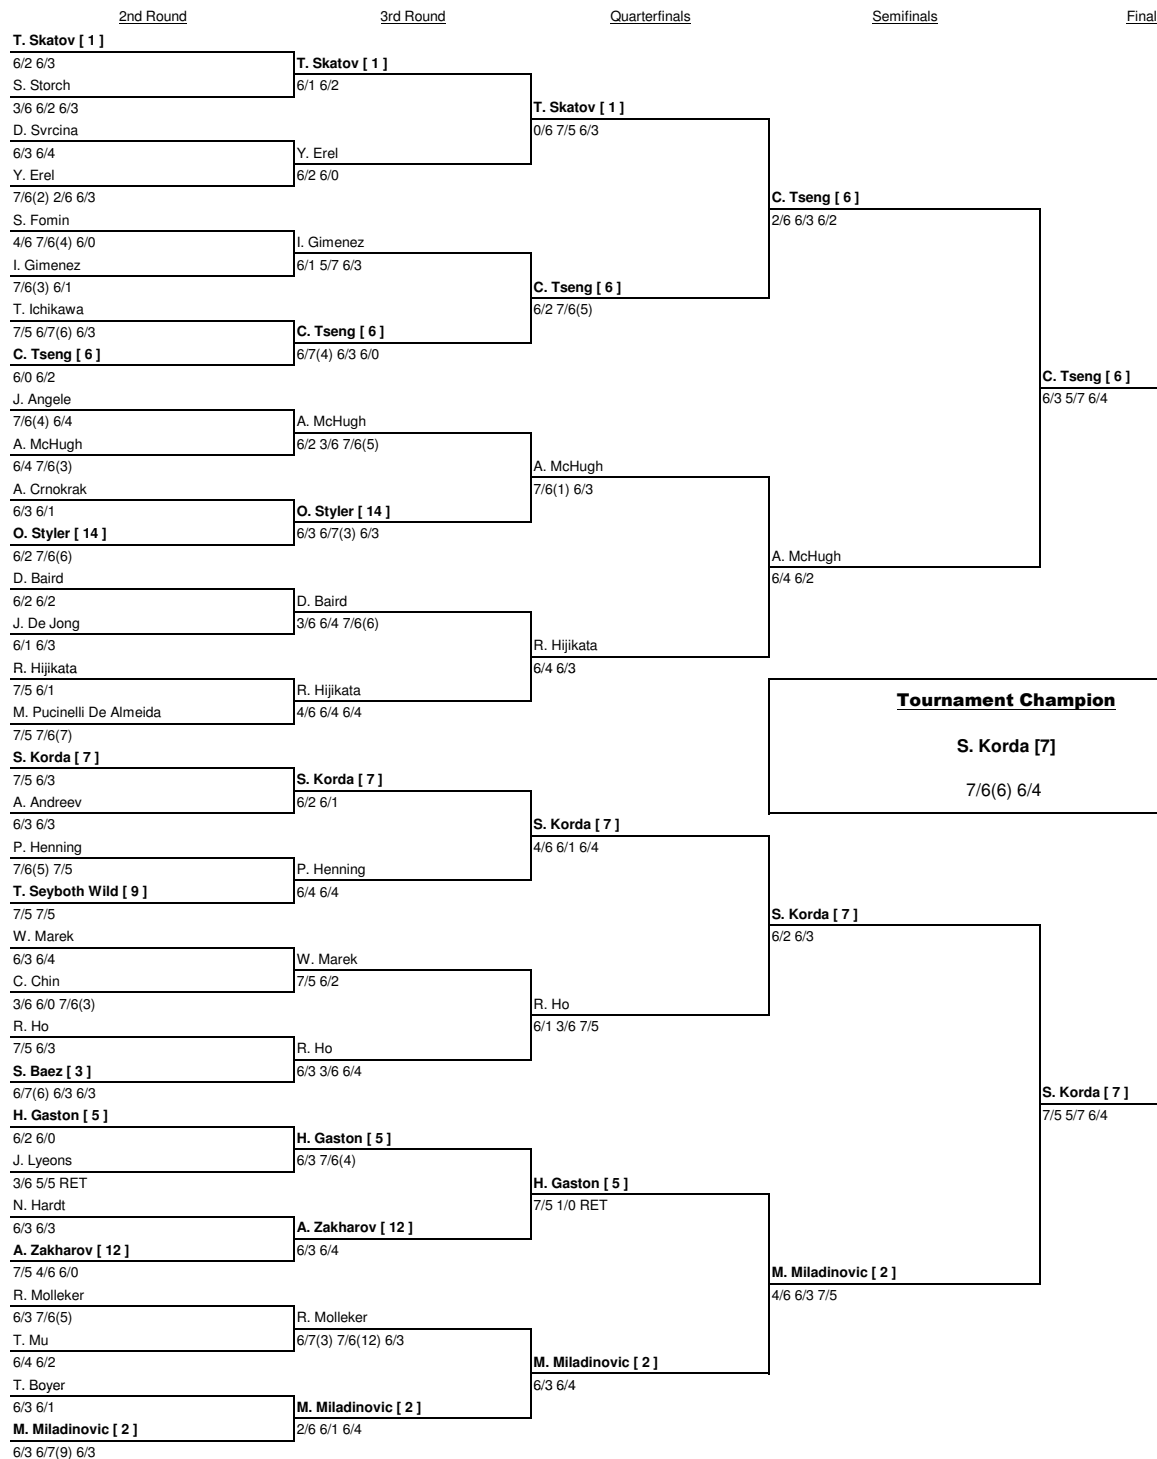 2nd Round 3rd Round Quarterfinals Semifinals Final
T. Skatov [ 1 ]
6/2 6/3 T. Skatov [ 1 ]
S. Storch 6/1 6/2
3/6 6/2 6/3 T. Skatov [ 1 ]
D. Svrcina 0/6 7/5 6/3
6/3 6/4 Y. Erel
Y. Erel 6/2 6/0
7/6(2) 2/6 6/3 C. Tseng [ 6 ]
S. Fomin 2/6 6/3 6/2
4/6 7/6(4) 6/0 I. Gimenez
I. Gimenez 6/1 5/7 6/3
7/6(3) 6/1 C. Tseng [ 6 ]
T. Ichikawa 6/2 7/6(5)
7/5 6/7(6) 6/3 C. Tseng [ 6 ]
C. Tseng [ 6 ] 6/7(4) 6/3 6/0
6/0 6/2 C. Tseng [ 6 ]
J. Angele 6/3 5/7 6/4
7/6(4) 6/4 A. McHugh
A. McHugh 6/2 3/6 7/6(5)
6/4 7/6(3) A. McHugh
A. Crnokrak 7/6(1) 6/3
6/3 6/1 O. Styler [ 14 ]
O. Styler [ 14 ] 6/3 6/7(3) 6/3
6/2 7/6(6) A. McHugh
D. Baird 6/4 6/2
6/2 6/2 D. Baird
J. De Jong 3/6 6/4 7/6(6)
6/1 6/3 R. Hijikata
R. Hijikata 6/4 6/3
7/5 6/1 R. Hijikata Tournament Champion
M. Pucinelli De Almeida 4/6 6/4 6/4
7/5 7/6(7) S. Korda [7]
S. Korda [ 7 ]
7/5 6/3 S. Korda [ 7 ] 7/6(6) 6/4
A. Andreev 6/2 6/1
6/3 6/3 S. Korda [ 7 ]
P. Henning 4/6 6/1 6/4
7/6(5) 7/5 P. Henning
T. Seyboth Wild [ 9 ] 6/4 6/4
7/5 7/5 S. Korda [ 7 ]
W. Marek 6/2 6/3
6/3 6/4 W. Marek
C. Chin 7/5 6/2
3/6 6/0 7/6(3) R. Ho
R. Ho 6/1 3/6 7/5
7/5 6/3 R. Ho
S. Baez [ 3 ] 6/3 3/6 6/4
6/7(6) 6/3 6/3 S. Korda [ 7 ]
H. Gaston [ 5 ] 7/5 5/7 6/4
6/2 6/0 H. Gaston [ 5 ]
J. Lyeons 6/3 7/6(4)
3/6 5/5 RET H. Gaston [ 5 ]
N. Hardt 7/5 1/0 RET
6/3 6/3 A. Zakharov [ 12 ]
A. Zakharov [ 12 ] 6/3 6/4
7/5 4/6 6/0 M. Miladinovic [ 2 ]
R. Molleker 4/6 6/3 7/5
6/3 7/6(5) R. Molleker
T. Mu 6/7(3) 7/6(12) 6/3
6/4 6/2 M. Miladinovic [ 2 ]
T. Boyer 6/3 6/4
6/3 6/1 M. Miladinovic [ 2 ]
M. Miladinovic [ 2 ] 2/6 6/1 6/4
6/3 6/7(9) 6/3